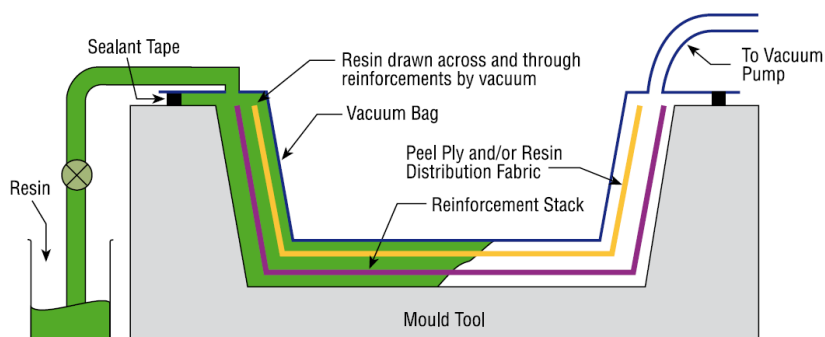 Sealant Tape
Resin drawn across and through
reinforcements by vacuum
To Vacuum
Pump
Vacuum Bag
Peel Ply and/or Resin
Distribution Fabric
Resin
Reinforcement Stack
Mould Tool